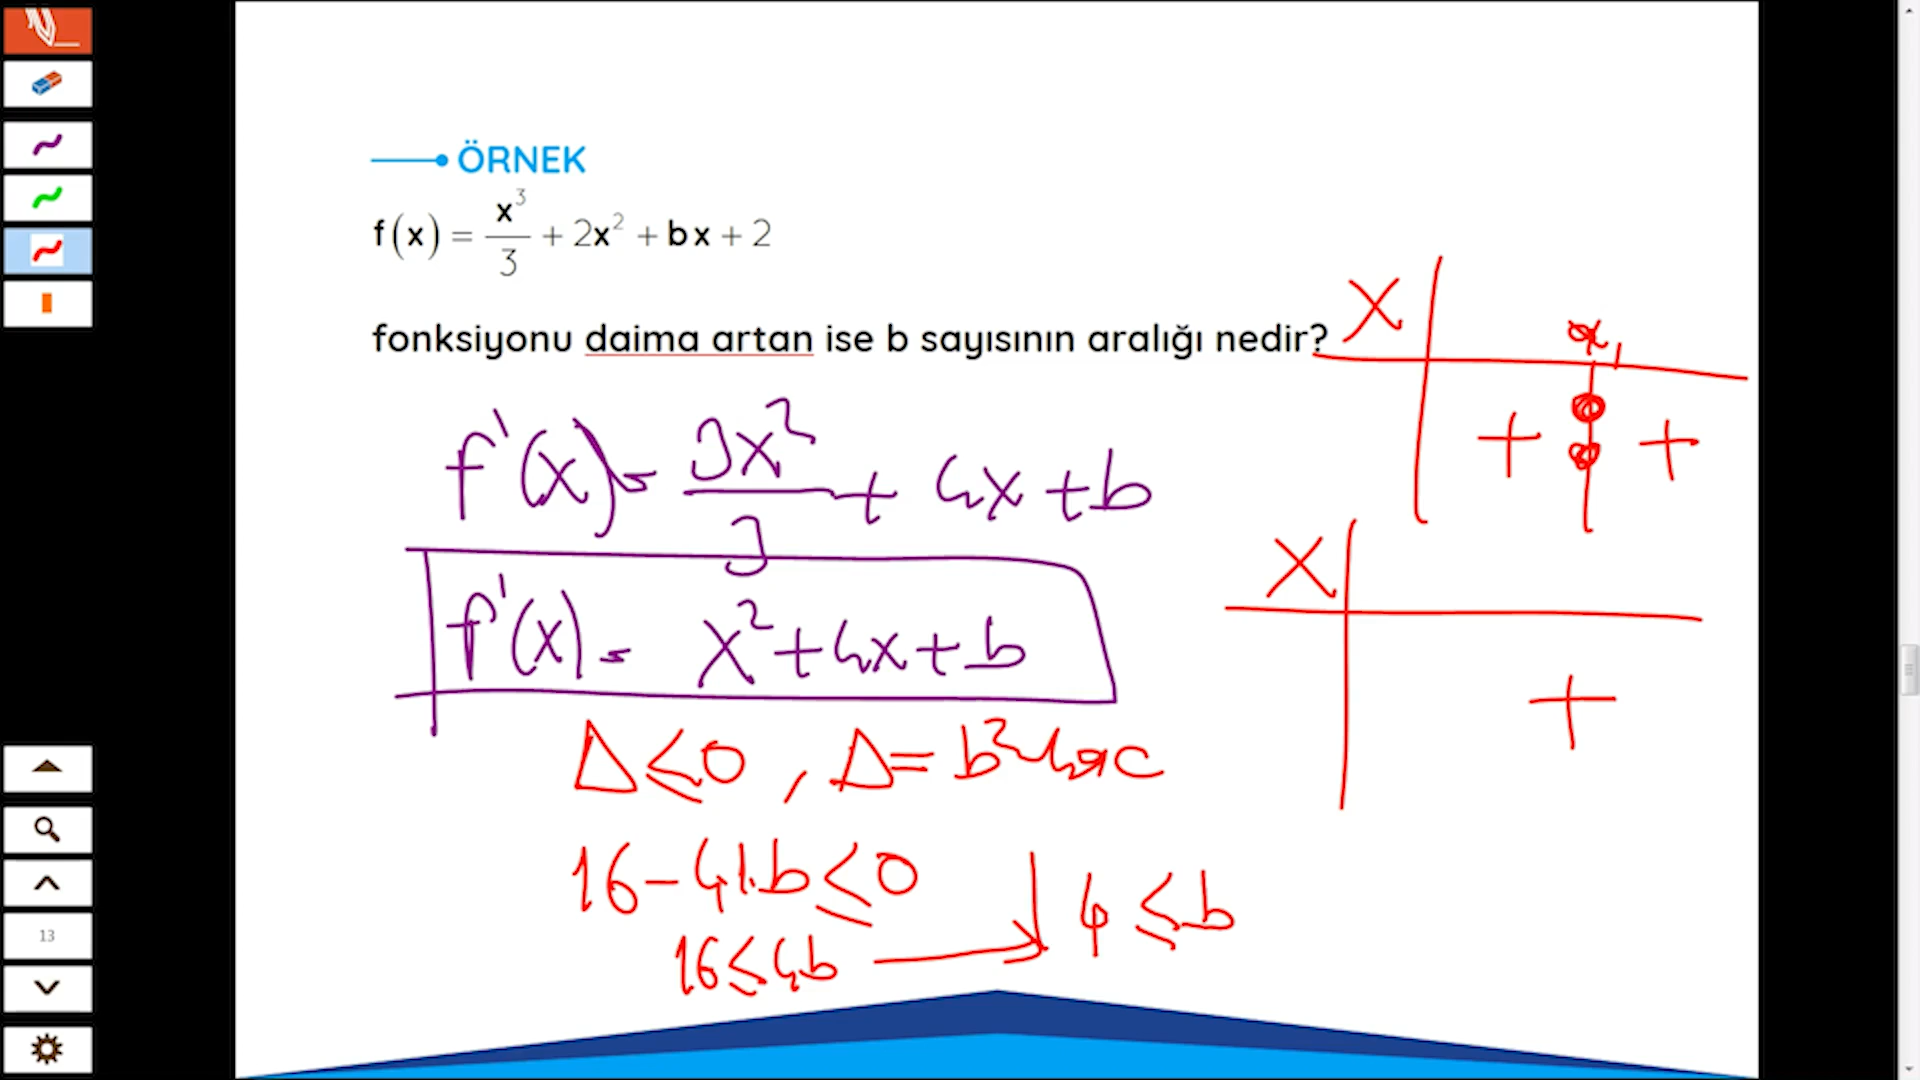 ÖRNEK
f(x) = x³/3 + 2x² + bx + 2
fonksiyonu daima artan ise b sayısının aralığı nedir?
f'(x) = 3x²/3 + 4x + b
f'(x) = x² + 4x + b
Δ ≤ 0 , Δ = b² - 4ac
16 - 4.1.b ≤ 0
16 ≤ 4b → 4 ≤ b
X x₁
+ +
X
+
13